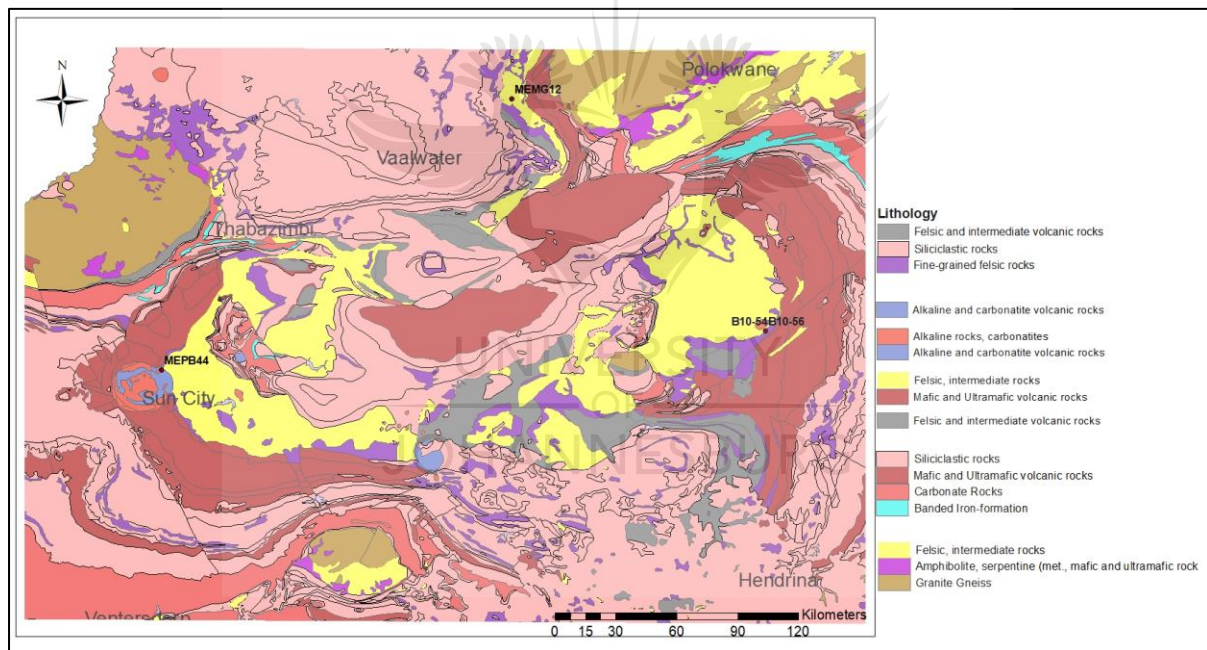 N
MEMG12
Polokwane
Vaalwater
Thabazimbi
B10-54B10-56
MEPB44
Sun City
Hendrina
Ventersdorp
UNIVERSITY
OF
JOHANNESBURG
Kilometers
0 15 30 60 90 120
Lithology
Felsic and intermediate volcanic rocks
Siliciclastic rocks
Fine-grained felsic rocks
Alkaline and carbonatite volcanic rocks
Alkaline rocks, carbonatites
Alkaline and carbonatite volcanic rocks
Felsic, intermediate rocks
Mafic and Ultramafic volcanic rocks
Felsic and intermediate volcanic rocks
Siliciclastic rocks
Mafic and Ultramafic volcanic rocks
Carbonate Rocks
Banded Iron-formation
Felsic, intermediate rocks
Amphibolite, serpentine (met., mafic and ultramafic rock
Granite Gneiss